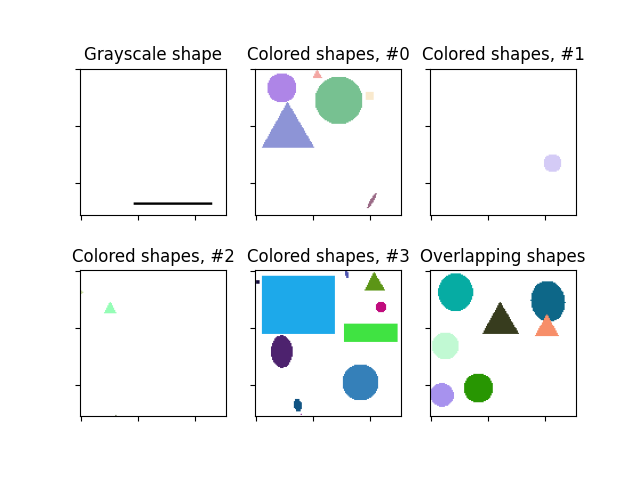 Grayscale shape
Colored shapes, #0
Colored shapes, #1
Colored shapes, #2
Colored shapes, #3
Overlapping shapes